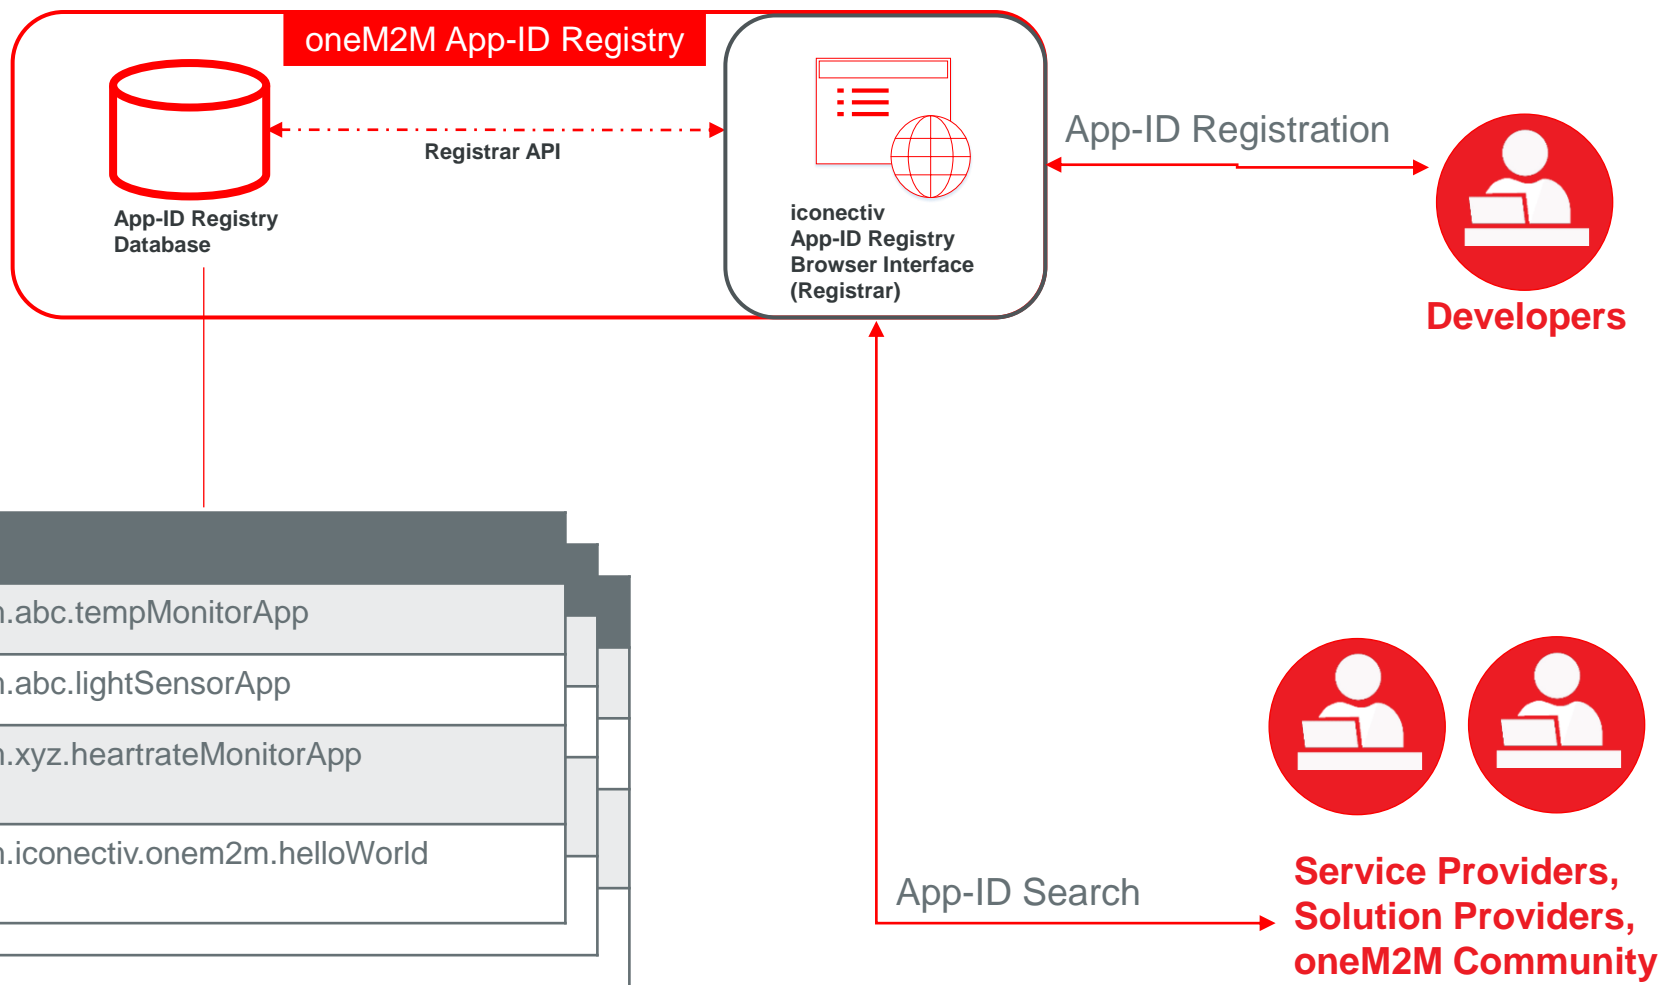 oneM2M App-ID Registry
Registrar API
App-ID Registry
Database
iconectiv
App-ID Registry
Browser Interface
(Registrar)
App-ID Registration
Developers
.abc.tempMonitorApp
.abc.lightSensorApp
.xyz.heartrateMonitorApp
.iconectiv.onem2m.helloWorld
App-ID Search
Service Providers,
Solution Providers,
oneM2M Community